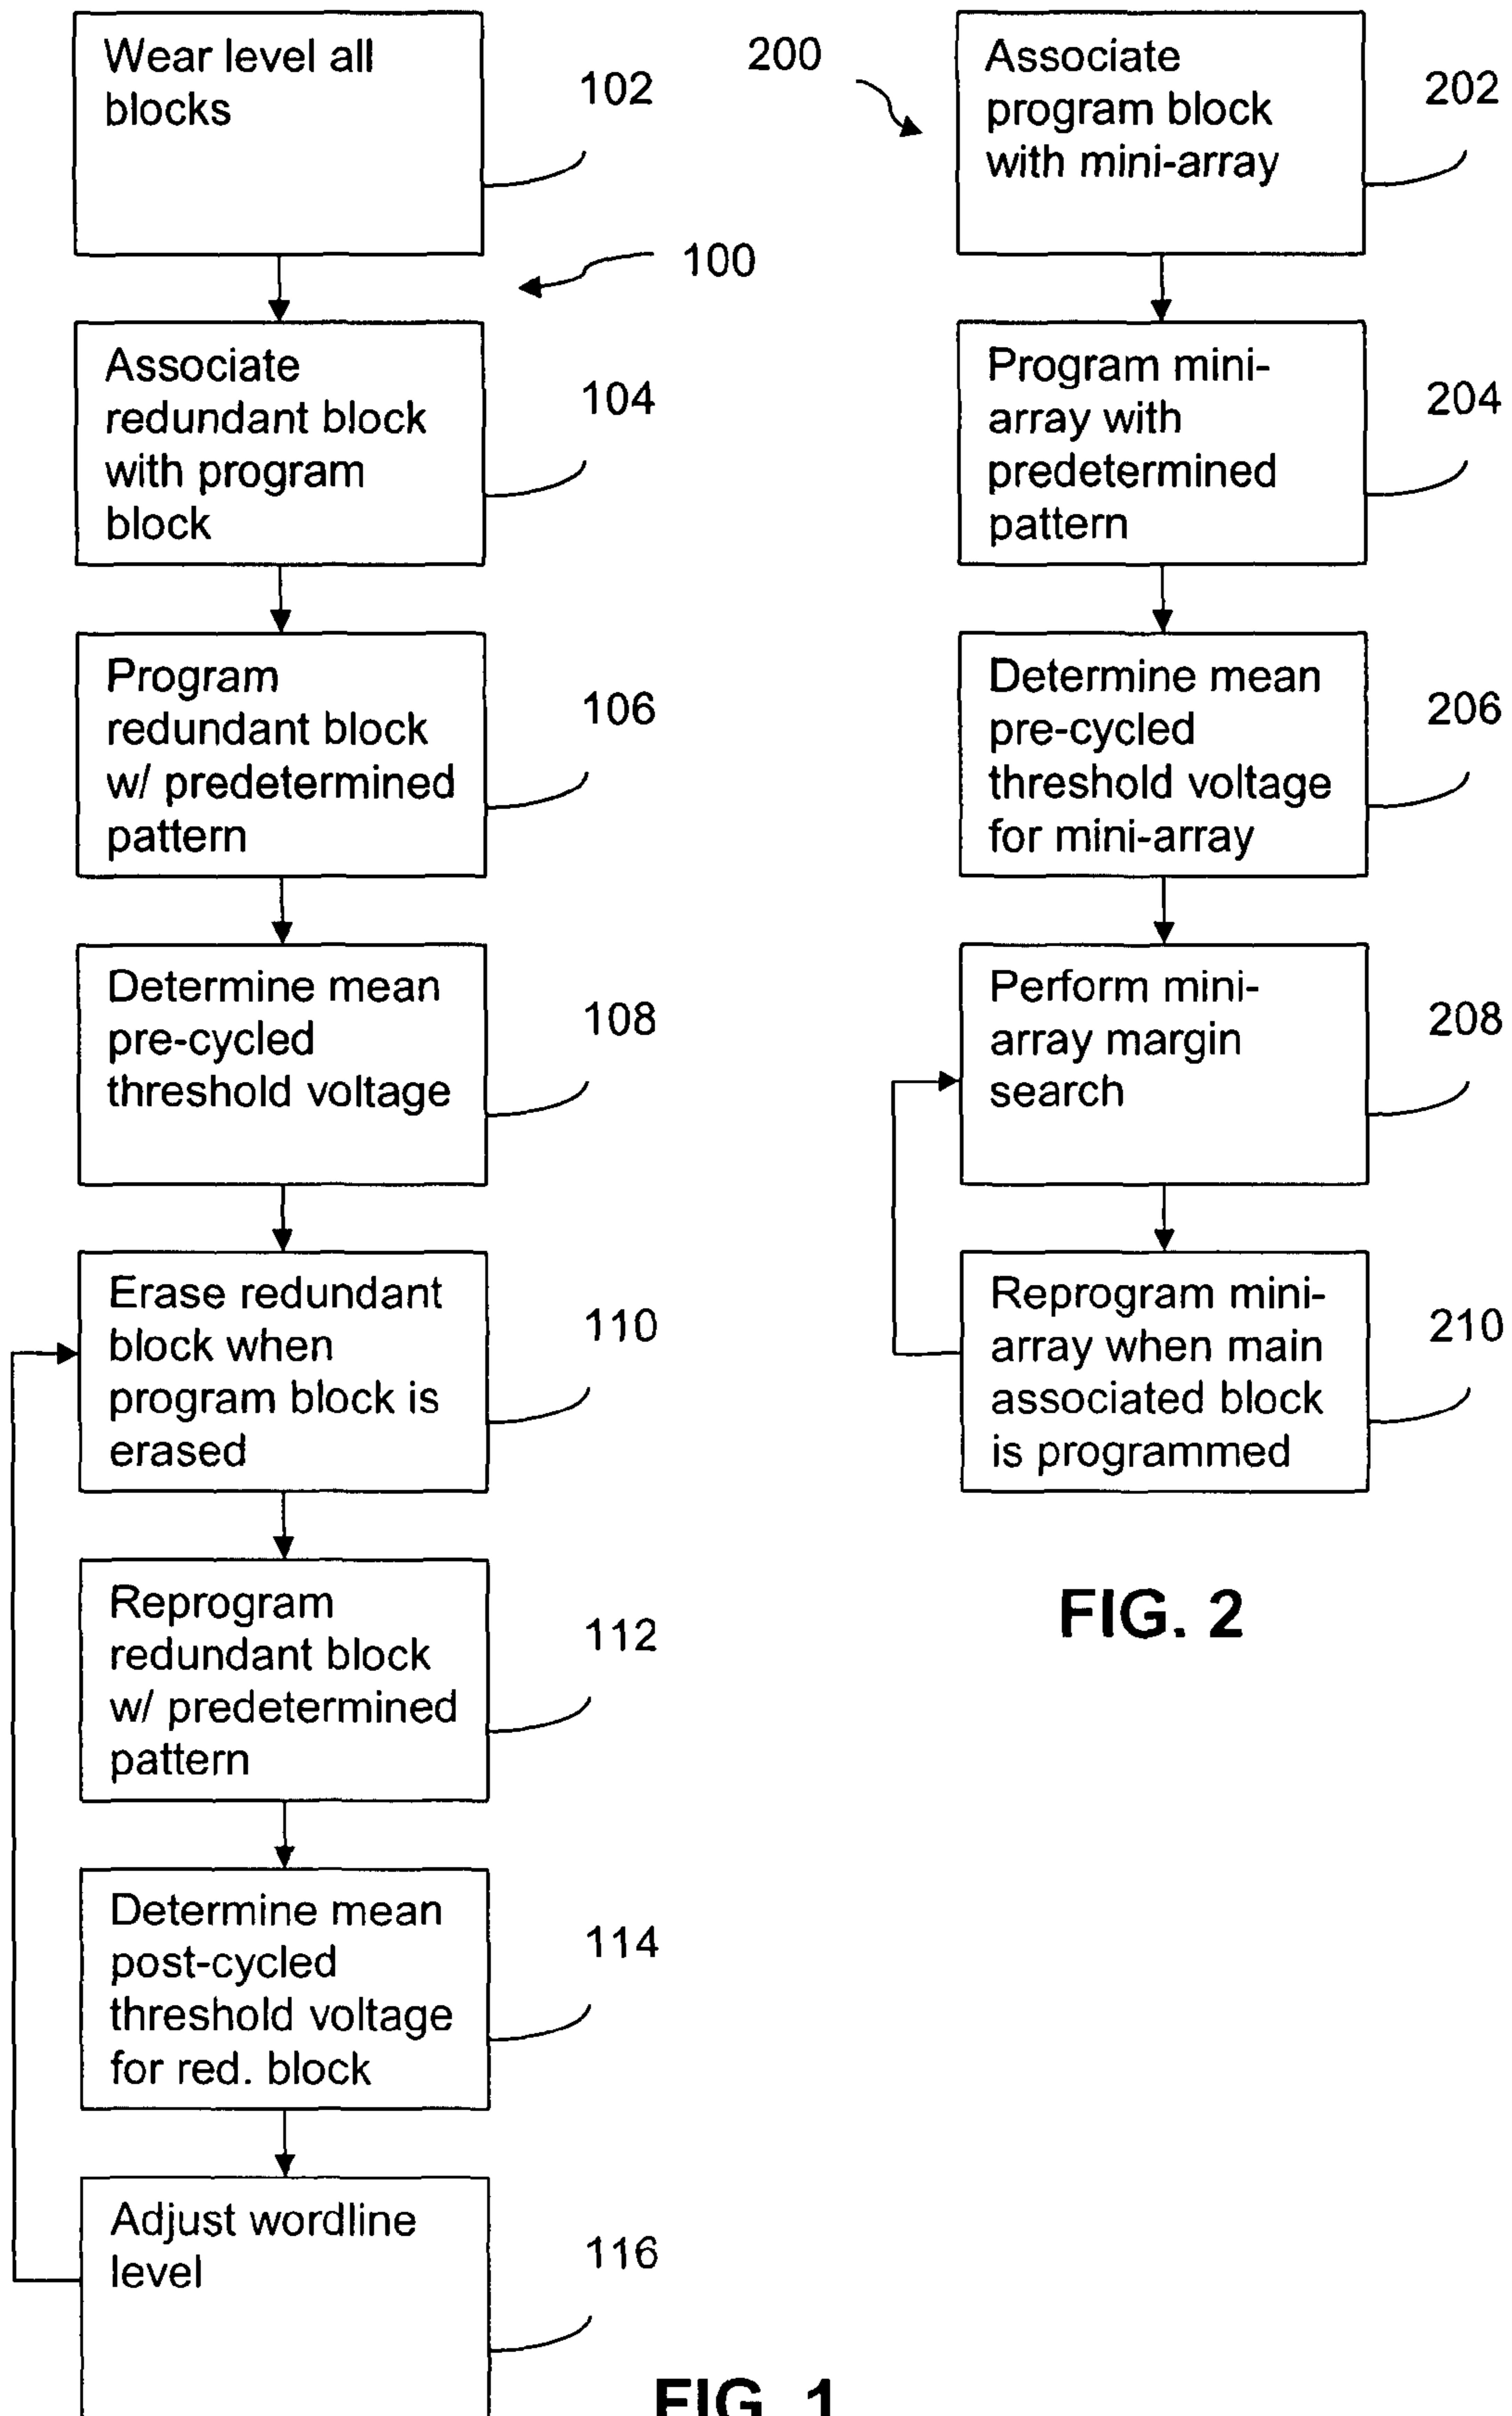 Wear level all
blocks
102
100
Associate
redundant block
with program
block
104
Program
redundant block
w/ predetermined
pattern
106
Determine mean
pre-cycled
threshold voltage
108
Erase redundant
block when
program block is
erased
110
Reprogram
redundant block
w/ predetermined
pattern
112
Determine mean
post-cycled
threshold voltage
for red. block
114
Adjust wordline
level
116
FIG. 1
200
Associate
program block
with mini-array
202
Program mini-
array with
predetermined
pattern
204
Determine mean
pre-cycled
threshold voltage
for mini-array
206
Perform mini-
array margin
search
208
Reprogram mini-
array when main
associated block
is programmed
210
FIG. 2